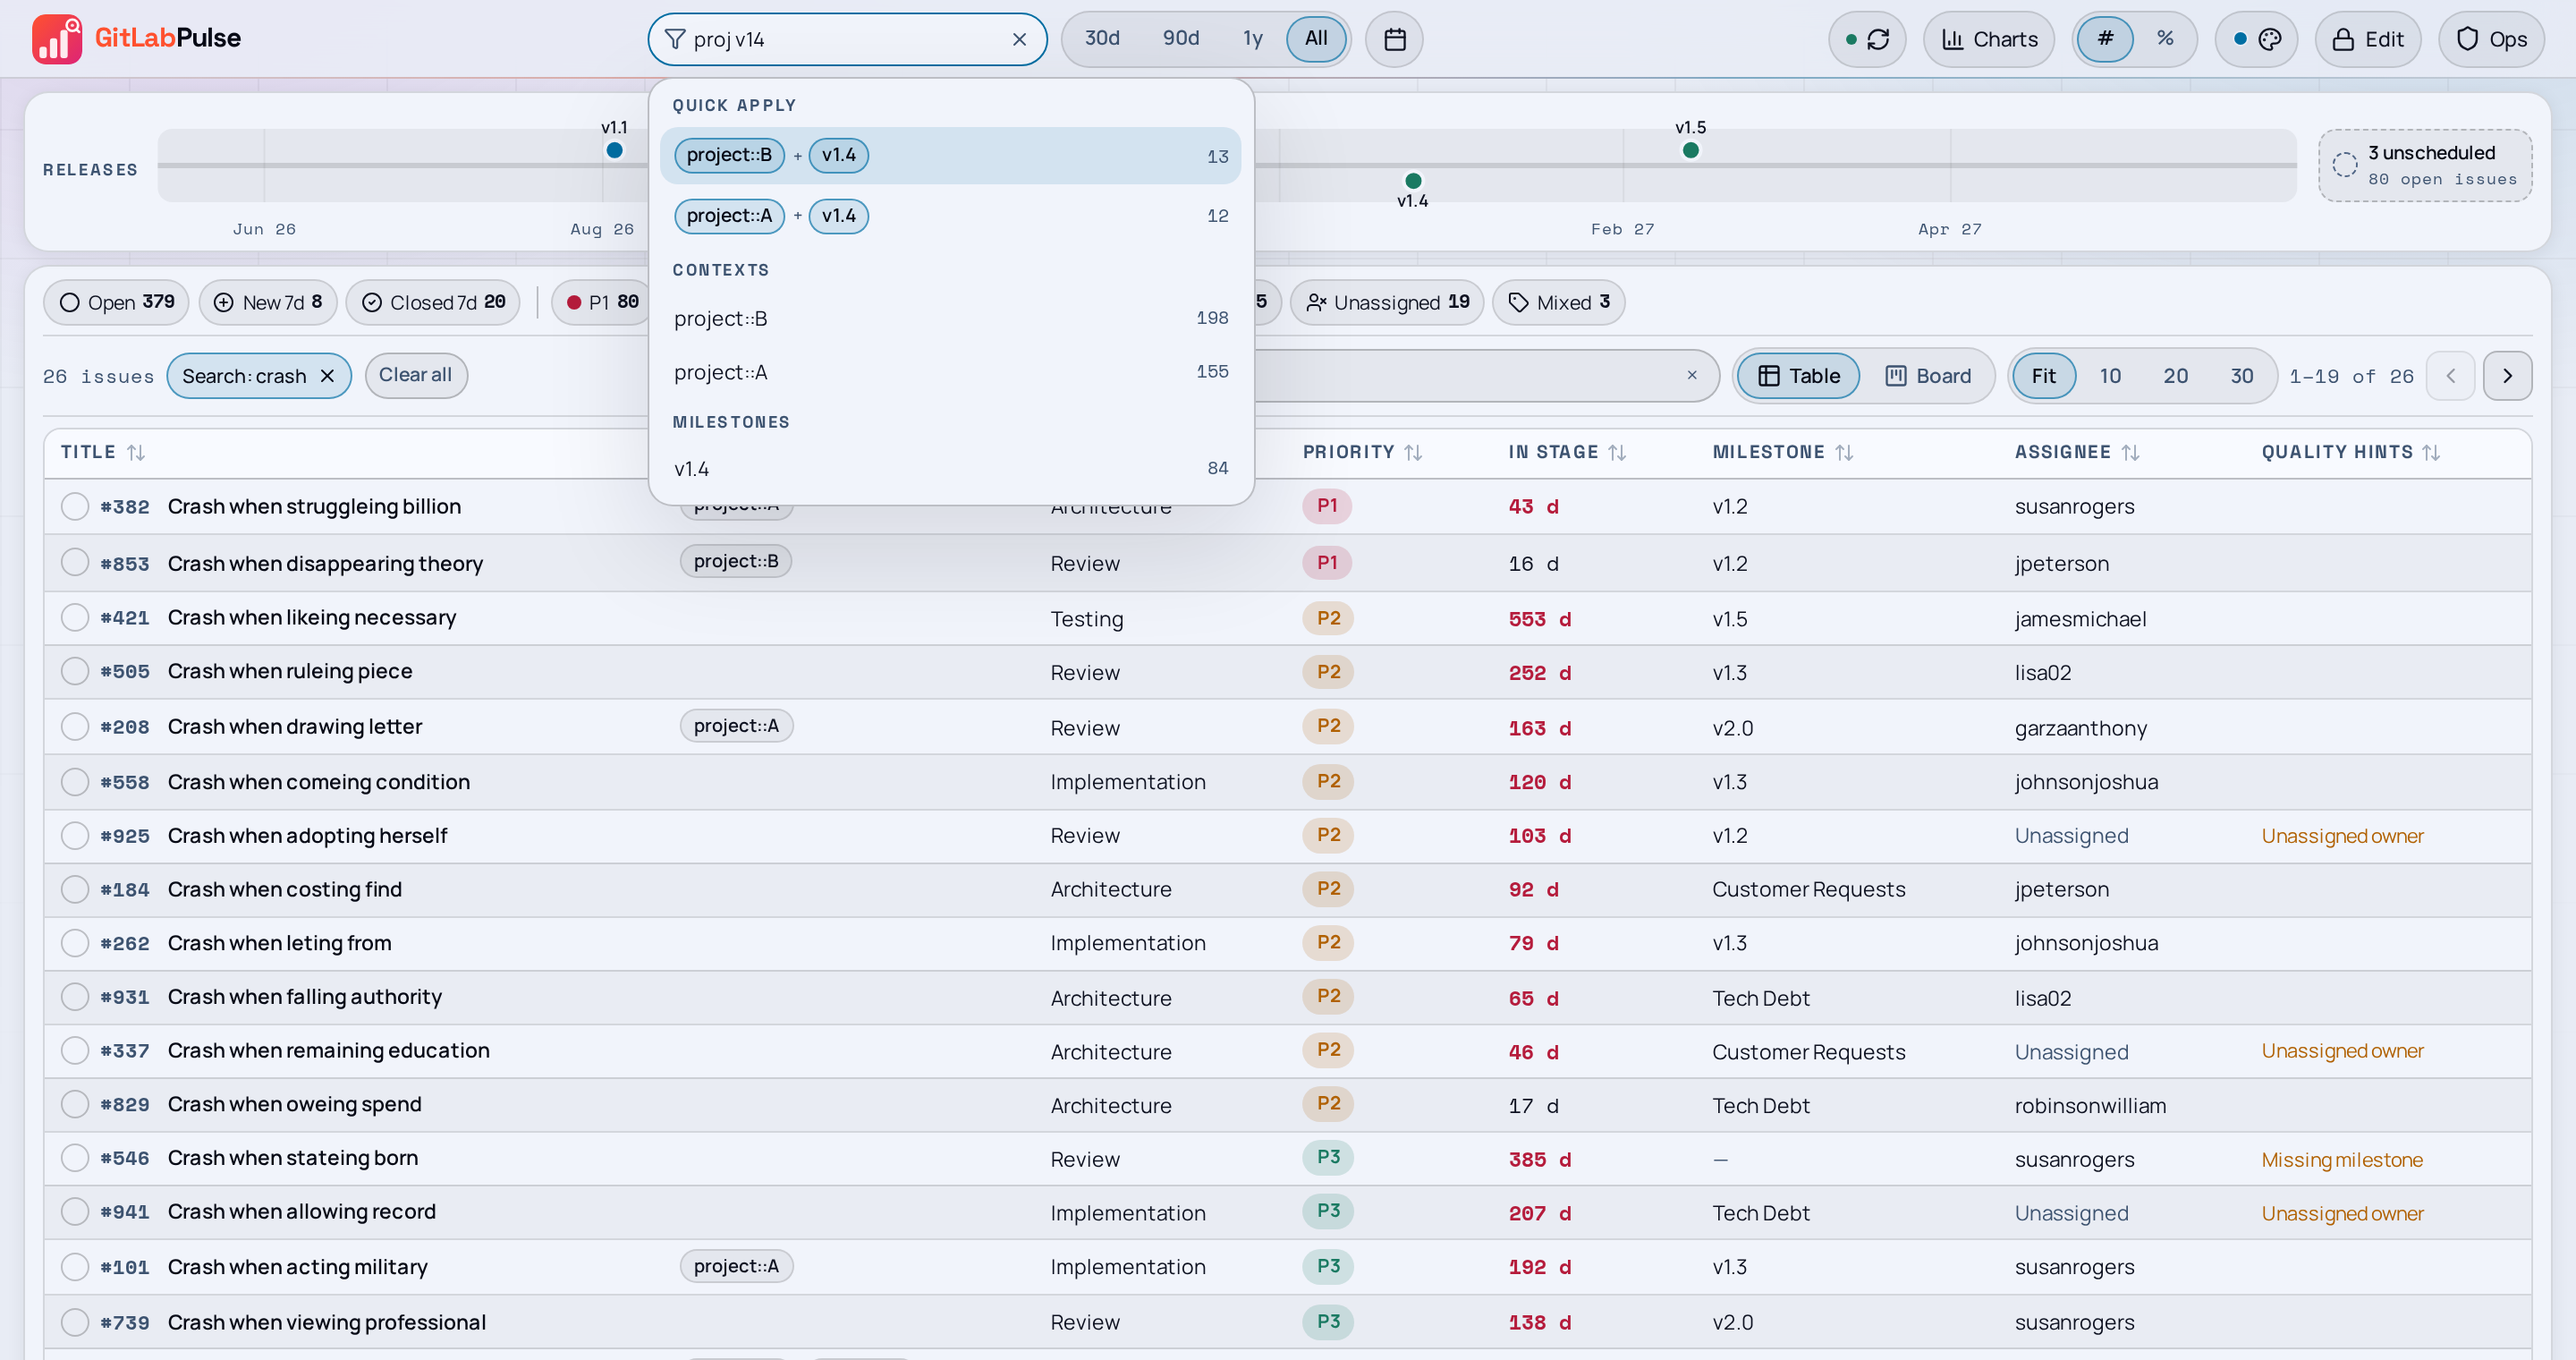 GitLabPulse
proj v14
30d 90d 1y All
Charts
# %
Edit
Ops
RELEASES
v1.1
v1.5
v1.4
Jun 26
Aug 26
Feb 27
Apr 27
3 unscheduled
80 open issues
QUICK APPLY
project::B + v1.4 13
project::A + v1.4 12
CONTEXTS
project::B 198
project::A 155
MILESTONES
v1.4 84
Open 379
New 7d 8
Closed 7d 20
P1 80
5
Unassigned 19
Mixed 3
26 issues
Search: crash
Clear all
Table
Board
Fit 10 20 30
1–19 of 26
TITLE PRIORITY IN STAGE MILESTONE ASSIGNEE QUALITY HINTS
#382 Crash when struggleing billion project::A Architecture P1 43 d v1.2 susanrogers
#853 Crash when disappearing theory project::B Review P1 16 d v1.2 jpeterson
#421 Crash when likeing necessary Testing P2 553 d v1.5 jamesmichael
#505 Crash when ruleing piece Review P2 252 d v1.3 lisa02
#208 Crash when drawing letter project::A Review P2 163 d v2.0 garzaanthony
#558 Crash when comeing condition Implementation P2 120 d v1.3 johnsonjoshua
#925 Crash when adopting herself Review P2 103 d v1.2 Unassigned Unassigned owner
#184 Crash when costing find Architecture P2 92 d Customer Requests jpeterson
#262 Crash when leting from Implementation P2 79 d v1.3 johnsonjoshua
#931 Crash when falling authority Architecture P2 65 d Tech Debt lisa02
#337 Crash when remaining education Architecture P2 46 d Customer Requests Unassigned Unassigned owner
#829 Crash when oweing spend Architecture P2 17 d Tech Debt robinsonwilliam
#546 Crash when stateing born Review P3 385 d — susanrogers Missing milestone
#941 Crash when allowing record Implementation P3 207 d Tech Debt Unassigned Unassigned owner
#101 Crash when acting military project::A Implementation P3 192 d v1.3 susanrogers
#739 Crash when viewing professional Review P3 138 d v2.0 susanrogers